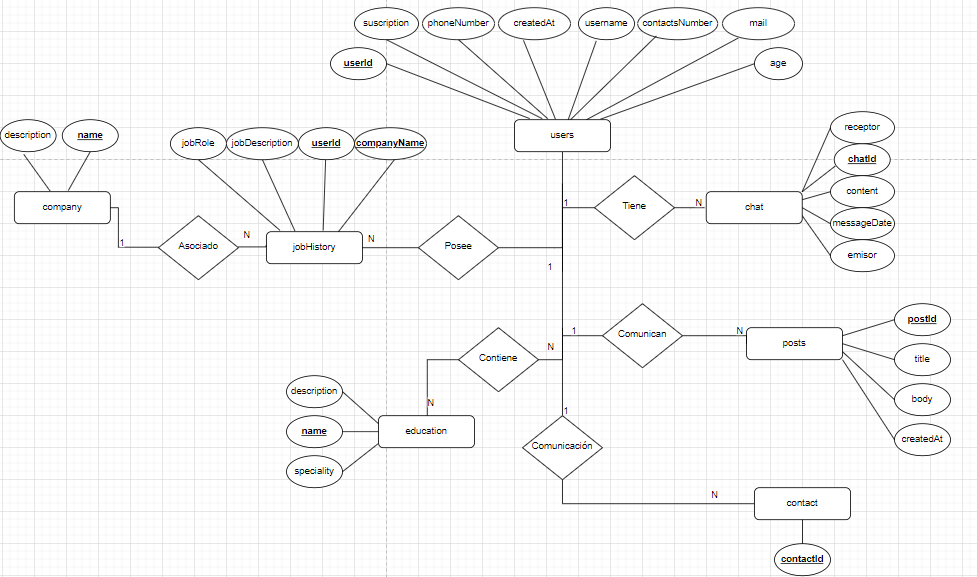 suscription phoneNumber createdAt username contactsNumber mail
userId age
users
description name jobRole jobDescription userId companyName
receptor
chatId
content
messageDate
emisor
company 1 Asociado N jobHistory N Posee 1
1 Tiene N chat
1 Comunican N posts
postId
title
body
createdAt
Contiene N
N
description
name
speciality
education
1
Comunicación
N
contact
contactId